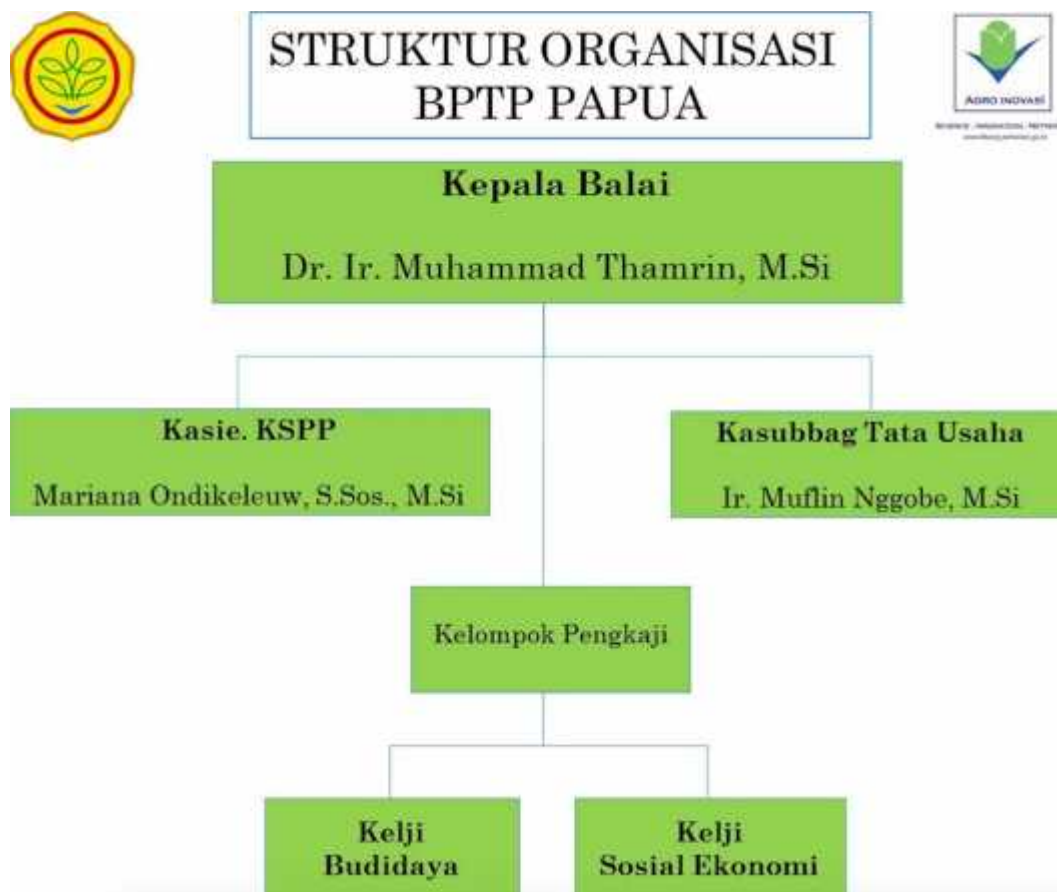 STRUKTUR ORGANISASI
BPTP PAPUA
AGRO INOVASI
Kepala Balai
Dr. Ir. Muhammad Thamrin, M.Si
Kasie. KSPP
Mariana Ondikeleuw, S.Sos., M.Si
Kasubbag Tata Usaha
Ir. Muflin Nggobe, M.Si
Kelompok Pengkaji
Kelji
Budidaya
Kelji
Sosial Ekonomi